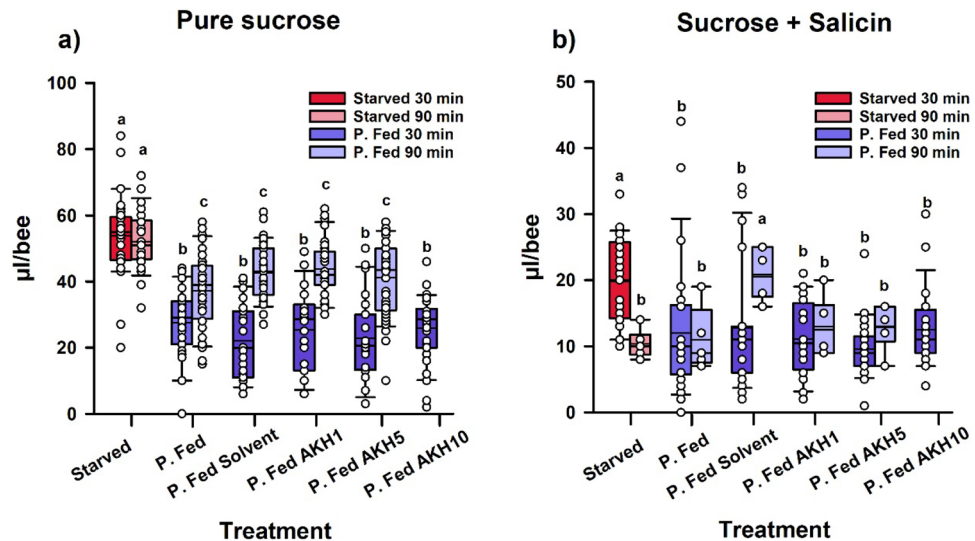 Pure sucrose
a)
100
80
60
40
20
0
µl/bee
Starved 30 min
Starved 90 min
P. Fed 30 min
P. Fed 90 min
a
a
b
c
b
c
b
c
b
c
b
Starved
P. Fed
P. Fed Solvent
P. Fed AKH1
P. Fed AKH5
P. Fed AKH10
Treatment
Sucrose + Salicin
b)
50
40
30
20
10
0
µl/bee
Starved 30 min
Starved 90 min
P. Fed 30 min
P. Fed 90 min
a
b
b
b
b
a
b
b
b
b
b
Starved
P. Fed
P. Fed Solvent
P. Fed AKH1
P. Fed AKH5
P. Fed AKH10
Treatment